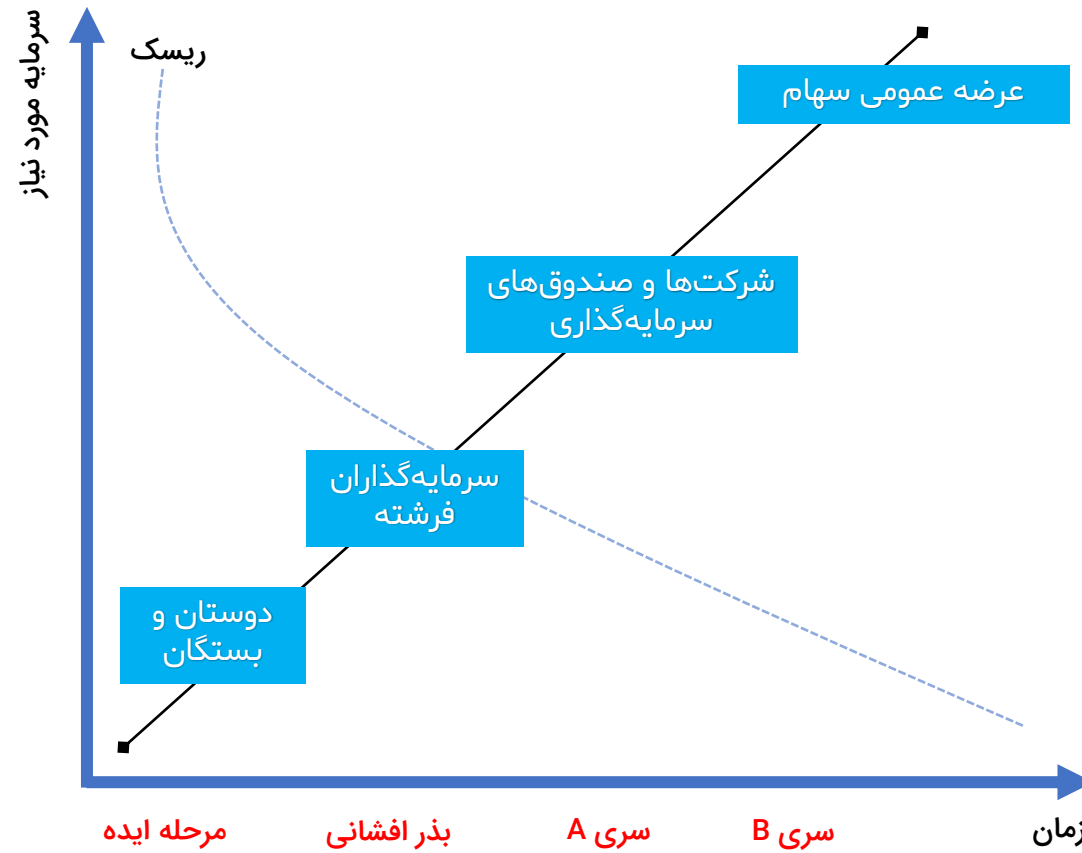 سرمایه مورد نیاز
ریسک
عرضه عمومی سهام
شرکت‌ها و صندوق‌های
سرمایه‌گذاری
سرمایه‌گذاران
فرشته
دوستان و
بستگان
مرحله ایده
بذر افشانی
سری A
سری B
زمان